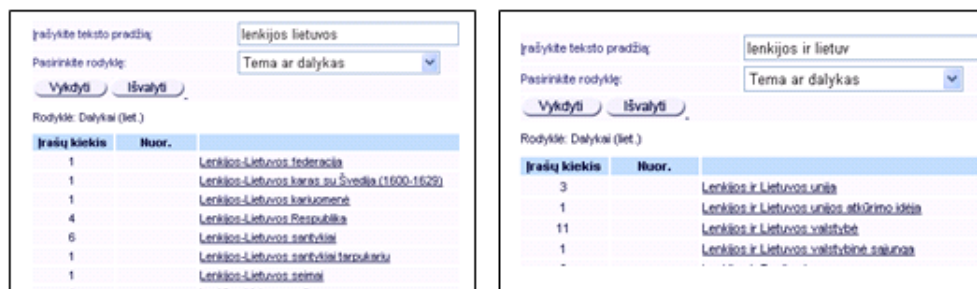 Įrašykite teksto pradžią: lenkijos lietuvos
Pasirinkite rodyklę: Tema ar dalykas
Vykdyti Išvalyti
Rodyklė: Dalykai (liet.)
Įrašų kiekis Nuor.
1 Lenkijos-Lietuvos federacija
1 Lenkijos-Lietuvos karas su Švedija (1600-1629)
1 Lenkijos-Lietuvos kariuomenė
4 Lenkijos-Lietuvos Respublika
6 Lenkijos-Lietuvos santykiai
1 Lenkijos-Lietuvos santykiai tarpukariu
1 Lenkijos-Lietuvos seimai
Įrašykite teksto pradžią: lenkijos ir lietuv
Pasirinkite rodyklę: Tema ar dalykas
Vykdyti Išvalyti
Rodyklė: Dalykai (liet.)
Įrašų kiekis Nuor.
3 Lenkijos ir Lietuvos unija
1 Lenkijos ir Lietuvos unijos atkūrimo idėja
11 Lenkijos ir Lietuvos valstybė
1 Lenkijos ir Lietuvos valstybinė sąjunga